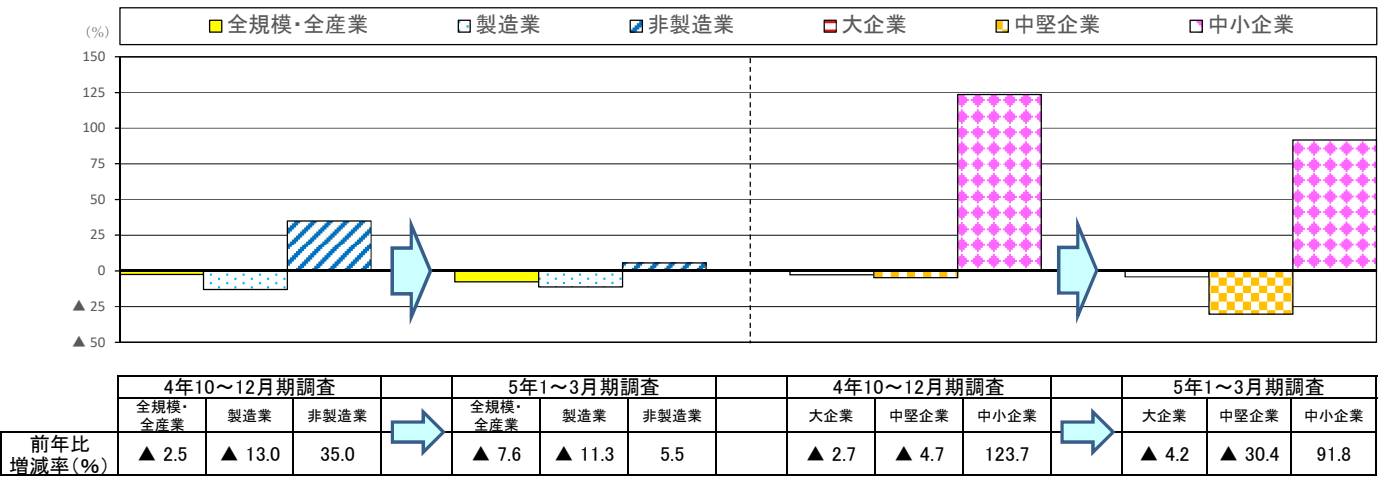 (%)
全規模・全産業 製造業 非製造業 大企業 中堅企業 中小企業
150
125
100
75
50
25
0
▲ 25
▲ 50
4年10～12月期調査 5年1～3月期調査 4年10～12月期調査 5年1～3月期調査
全規模・全産業 製造業 非製造業 全規模・全産業 製造業 非製造業 大企業 中堅企業 中小企業 大企業 中堅企業 中小企業
前年比
増減率(%) ▲ 2.5 ▲ 13.0 35.0 ▲ 7.6 ▲ 11.3 5.5 ▲ 2.7 ▲ 4.7 123.7 ▲ 4.2 ▲ 30.4 91.8